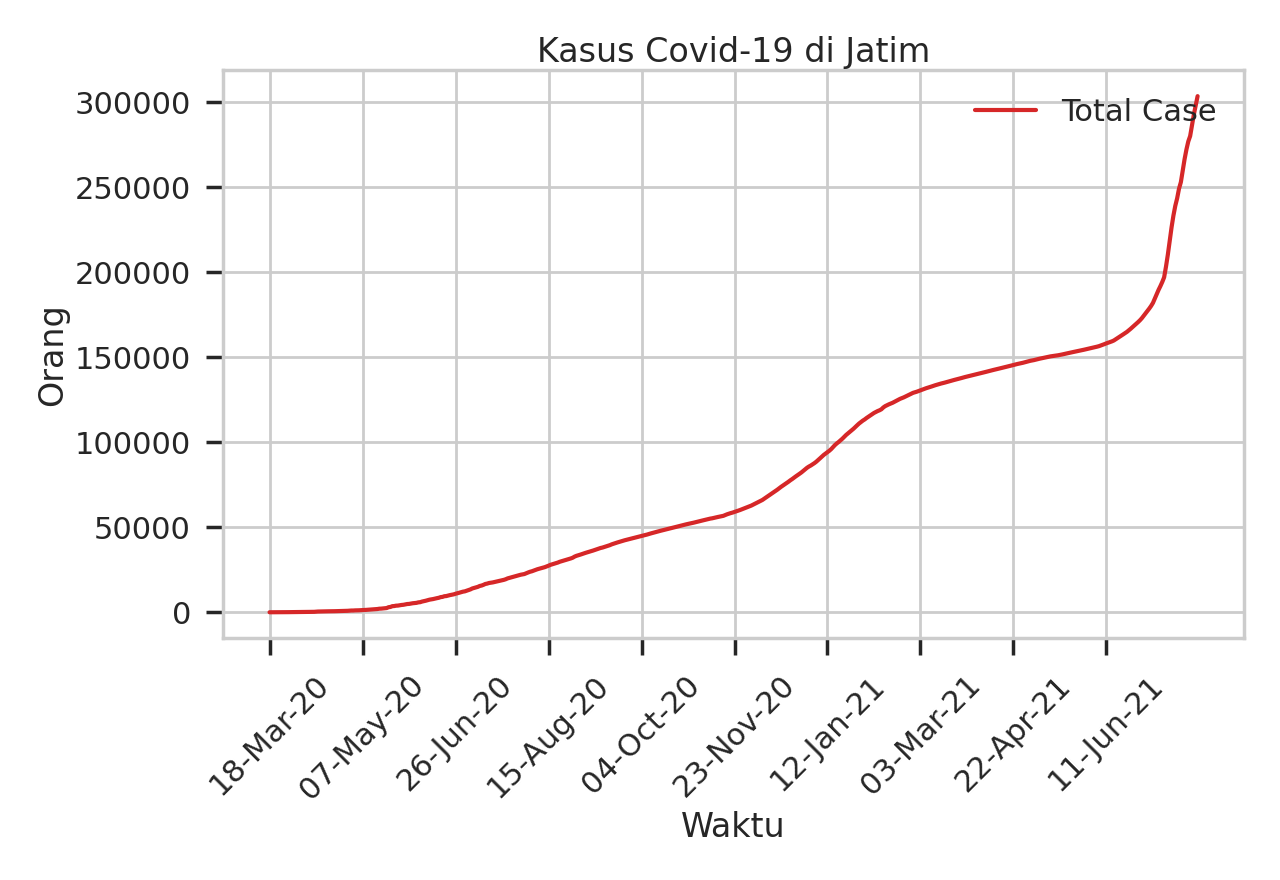 Kasus Covid-19 di Jatim
Total Case
Orang
300000
250000
200000
150000
100000
50000
0
18-Mar-20
07-May-20
26-Jun-20
15-Aug-20
04-Oct-20
23-Nov-20
12-Jan-21
03-Mar-21
22-Apr-21
11-Jun-21
Waktu